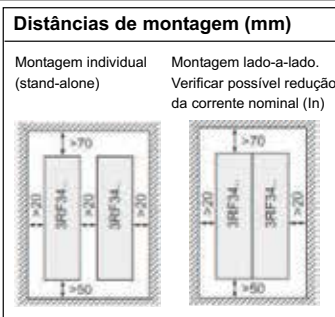 Distâncias de montagem (mm)
Montagem individual
(stand-alone)
Montagem lado-a-lado.
Verificar possível redução
da corrente nominal (In)
>70
>20
3RF34..
>20
3RF34..
>20
>50
>70
>20
3RF34..
3RF34..
>20
>50